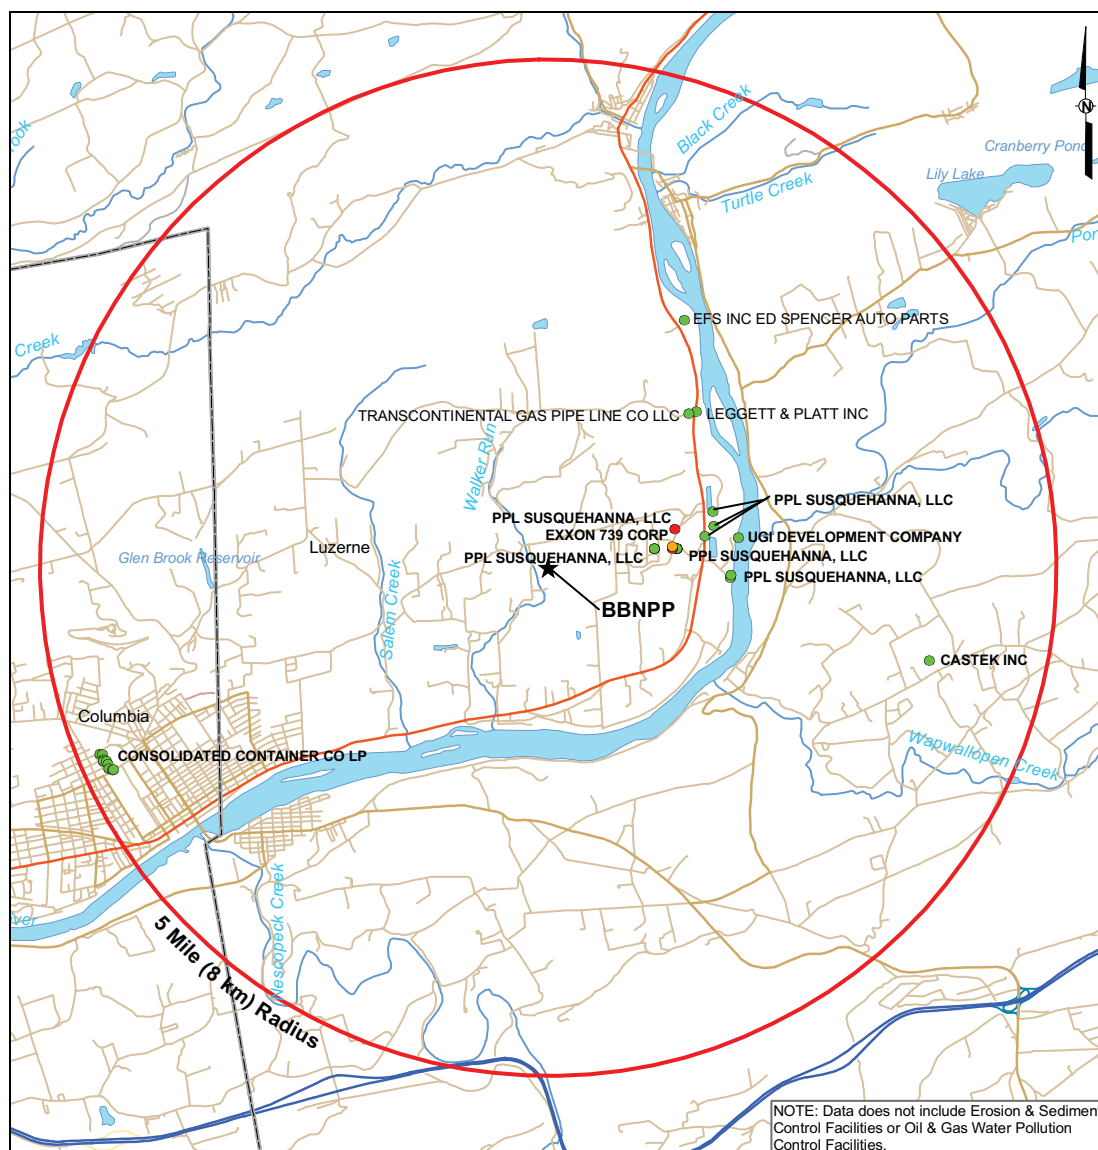 Black Creek
N
ook
Cranberry Pond
Lily Lake
Turtle Creek
Pon
EFS INC ED SPENCER AUTO PARTS
Creek
TRANSCONTINENTAL GAS PIPE LINE CO LLC
LEGGETT & PLATT INC
Walker Run
PPL SUSQUEHANNA, LLC
PPL SUSQUEHANNA, LLC
EXXON 739 CORP
UGI DEVELOPMENT COMPANY
Luzerne
Glen Brook Reservoir
PPL SUSQUEHANNA, LLC
PPL SUSQUEHANNA, LLC
PPL SUSQUEHANNA, LLC
BBNPP
Salem Creek
CASTEK INC
Columbia
CONSOLIDATED CONTAINER CO LP
Wapwallopen Creek
Nescopeck Creek
ver
5 Mile (8 km) Radius
NOTE: Data does not include Erosion & Sedimen
Control Facilities or Oil & Gas Water Pollution
Control Facilities.